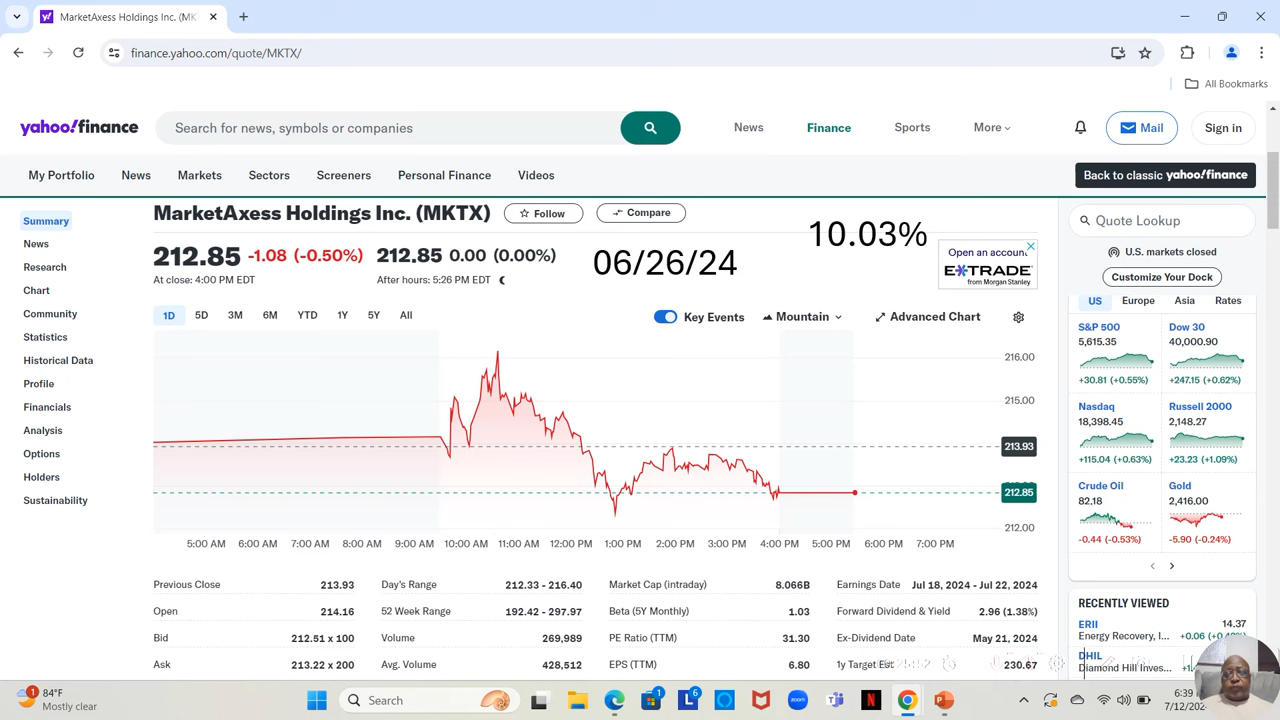 MarketAxess Holdings Inc. (MK
finance.yahoo.com/quote/MKTX/
All Bookmarks
yahoo!finance
Search for news, symbols or companies
News
Finance
Sports
More
Mail
Sign in
My Portfolio
News
Markets
Sectors
Screeners
Personal Finance
Videos
Back to classic yahoo!finance
Summary
News
Research
Chart
Community
Statistics
Historical Data
Profile
Financials
Analysis
Options
Holders
Sustainability
MarketAxess Holdings Inc. (MKTX)
Follow
Compare
212.85 -1.08 (-0.50%)
At close: 4:00 PM EDT
212.85 0.00 (0.00%)
After hours: 5:26 PM EDT
06/26/24
10.03%
Open an account
E*TRADE
from Morgan Stanley
1D 5D 3M 6M YTD 1Y 5Y All
Key Events
Mountain
Advanced Chart
216.00
215.00
213.93
212.85
212.00
5:00 AM 6:00 AM 7:00 AM 8:00 AM 9:00 AM 10:00 AM 11:00 AM 12:00 PM 1:00 PM 2:00 PM 3:00 PM 4:00 PM 5:00 PM 6:00 PM 7:00 PM
Previous Close 213.93
Open 214.16
Bid 212.51 x 100
Ask 213.22 x 200
Day's Range 212.33 - 216.40
52 Week Range 192.42 - 297.97
Volume 269,989
Avg. Volume 428,512
Market Cap (intraday) 8.066B
Beta (5Y Monthly) 1.03
PE Ratio (TTM) 31.30
EPS (TTM) 6.80
Earnings Date Jul 18, 2024 - Jul 22, 2024
Forward Dividend & Yield 2.96 (1.38%)
Ex-Dividend Date May 21, 2024
1y Target Est 230.67
Quote Lookup
U.S. markets closed
Customize Your Dock
US Europe Asia Rates
S&P 500
5,615.35
+30.81 (+0.55%)
Dow 30
40,000.90
+247.15 (+0.62%)
Nasdaq
18,398.45
+115.04 (+0.63%)
Russell 2000
2,148.27
+23.23 (+1.09%)
Crude Oil
82.18
-0.44 (-0.53%)
Gold
2,416.00
-5.90 (-0.24%)
RECENTLY VIEWED
ERII 14.37
Energy Recovery, I...
DHIL
Diamond Hill Inves...
1
84°F
Mostly clear
Search
1
6
6:39
7/12